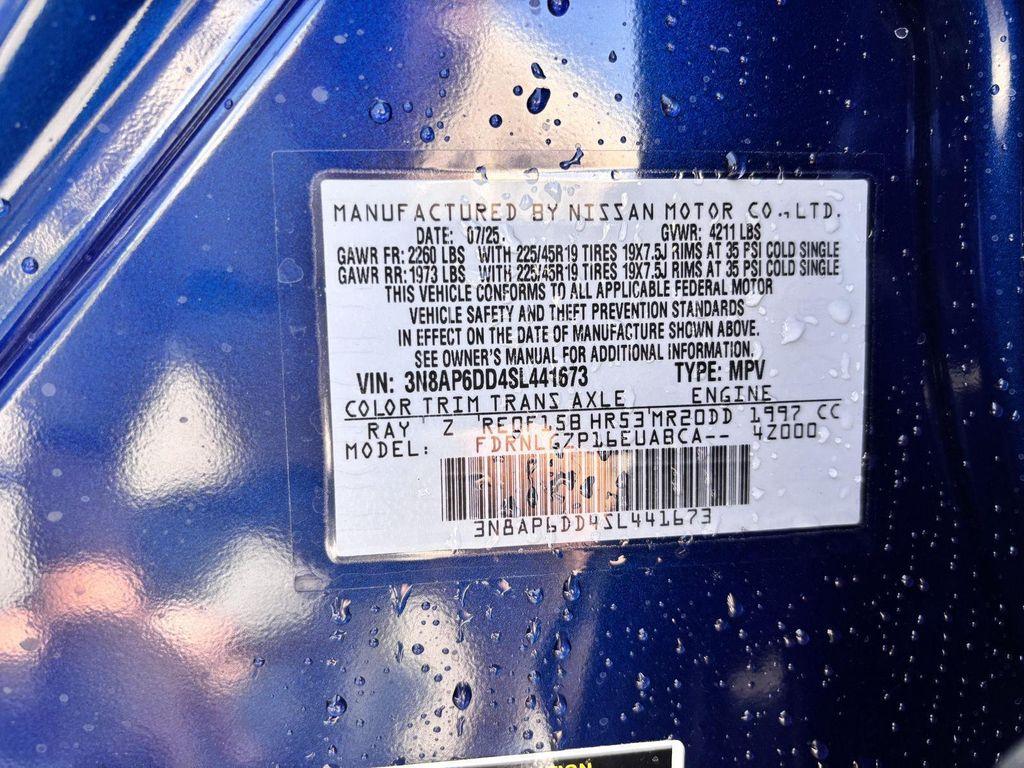 MANUFACTURED BY NISSAN MOTOR CO.,LTD.
DATE: 07/25. GVWR: 4211 LBS
GAWR FR: 2260 LBS WITH 225/45R19 TIRES 19X7.5J RIMS AT 35 PSI COLD SINGLE
GAWR RR: 1973 LBS WITH 225/45R19 TIRES 19X7.5J RIMS AT 35 PSI COLD SINGLE
THIS VEHICLE CONFORMS TO ALL APPLICABLE FEDERAL MOTOR
VEHICLE SAFETY AND THEFT PREVENTION STANDARDS
IN EFFECT ON THE DATE OF MANUFACTURE SHOWN ABOVE.
SEE OWNER'S MANUAL FOR ADDITIONAL INFORMATION.
VIN: 3N8AP6DD4SL441673 TYPE: MPV
COLOR TRIM TRANS AXLE ENGINE
RAY Z RE0F15B HR53 MR20DD 1997 CC
MODEL: FDRNLGZP16EUABCA-- 4Z000
3N8AP6DD4SL441673